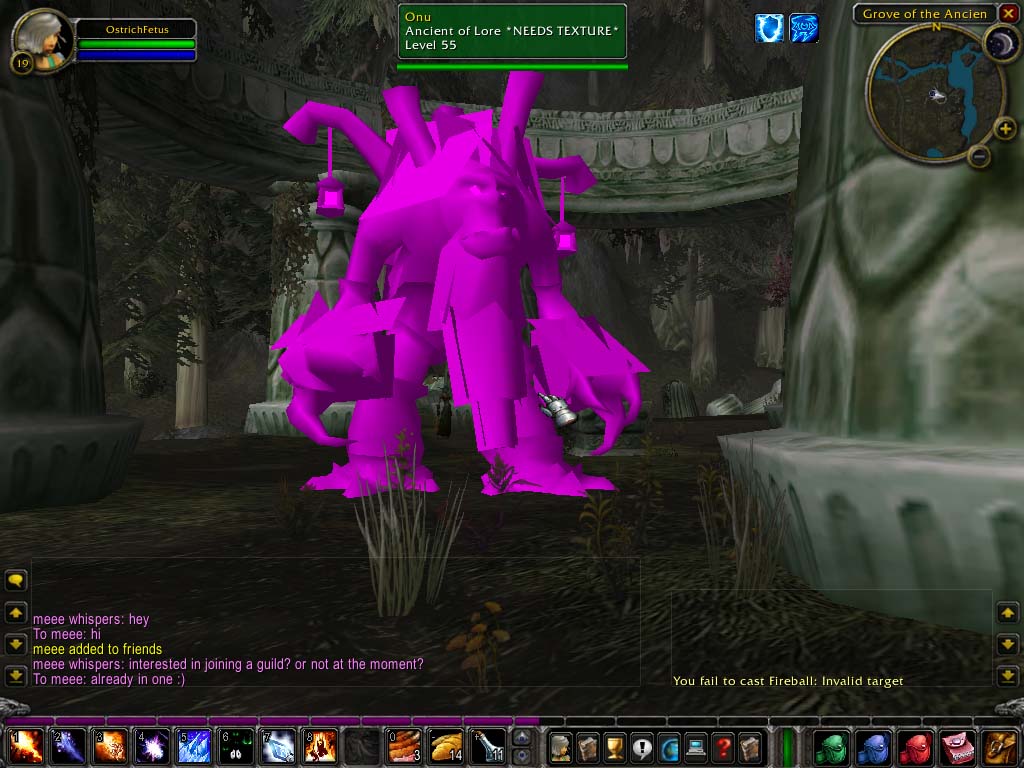 OstrichFetus
19
Onu
Ancient of Lore *NEEDS TEXTURE*
Level 55
Grove of the Ancien
N
meee whispers: hey
To meee: hi
meee added to friends
meee whispers: interested in joining a guild? or not at the moment?
To meee: already in one :)
You fail to cast Fireball: Invalid target
1 2 3 4 5 6 7 8 0 3 14 11